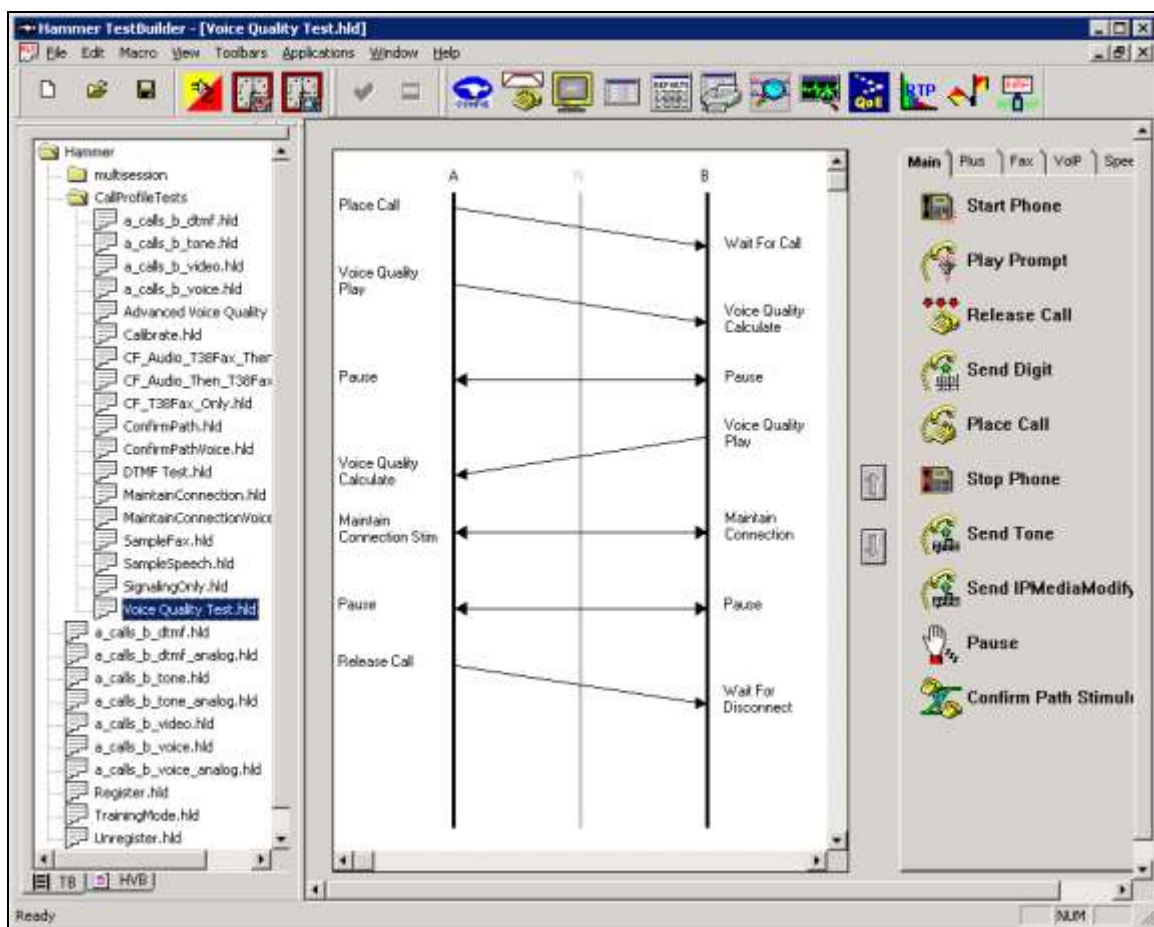 Hammer TestBuilder - [Voice Quality Test.hld]
File Edit Macro View Toolbars Applications Window Help
CONFIG
REPORTS
QoE
RTP
Hammer
multisession
CallProfileTests
a_calls_b_dtmf.hld
a_calls_b_tone.hld
a_calls_b_video.hld
a_calls_b_voice.hld
Advanced Voice Quality
Calibrate.hld
CF_Audio_T38Fax_Ther
CF_Audio_Then_T38Fax
CF_T38Fax_Only.hld
ConfirmPath.hld
ConfirmPathVoice.hld
DTMF Test.hld
MaintainConnection.hld
MaintainConnectionVoice
SampleFax.hld
SampleSpeech.hld
SignalingOnly.hld
Voice Quality Test.hld
a_calls_b_dtmf.hld
a_calls_b_dtmf_analog.hld
a_calls_b_tone.hld
a_calls_b_tone_analog.hld
a_calls_b_video.hld
a_calls_b_voice.hld
a_calls_b_voice_analog.hld
Register.hld
TrainingMode.hld
Unregister.hld
TB HVB
A N B
Place Call
Wait For Call
Voice Quality
Play
Voice Quality
Calculate
Pause Pause
Voice Quality
Play
Voice Quality
Calculate
Maintain
Connection Stim
Maintain
Connection
Pause Pause
Release Call
Wait For
Disconnect
Main Plus Fax VoIP Spee
Start Phone
Play Prompt
Release Call
Send Digit
Place Call
Stop Phone
Send Tone
Send IPMediaModify
Pause
Confirm Path Stimul
Ready NUM